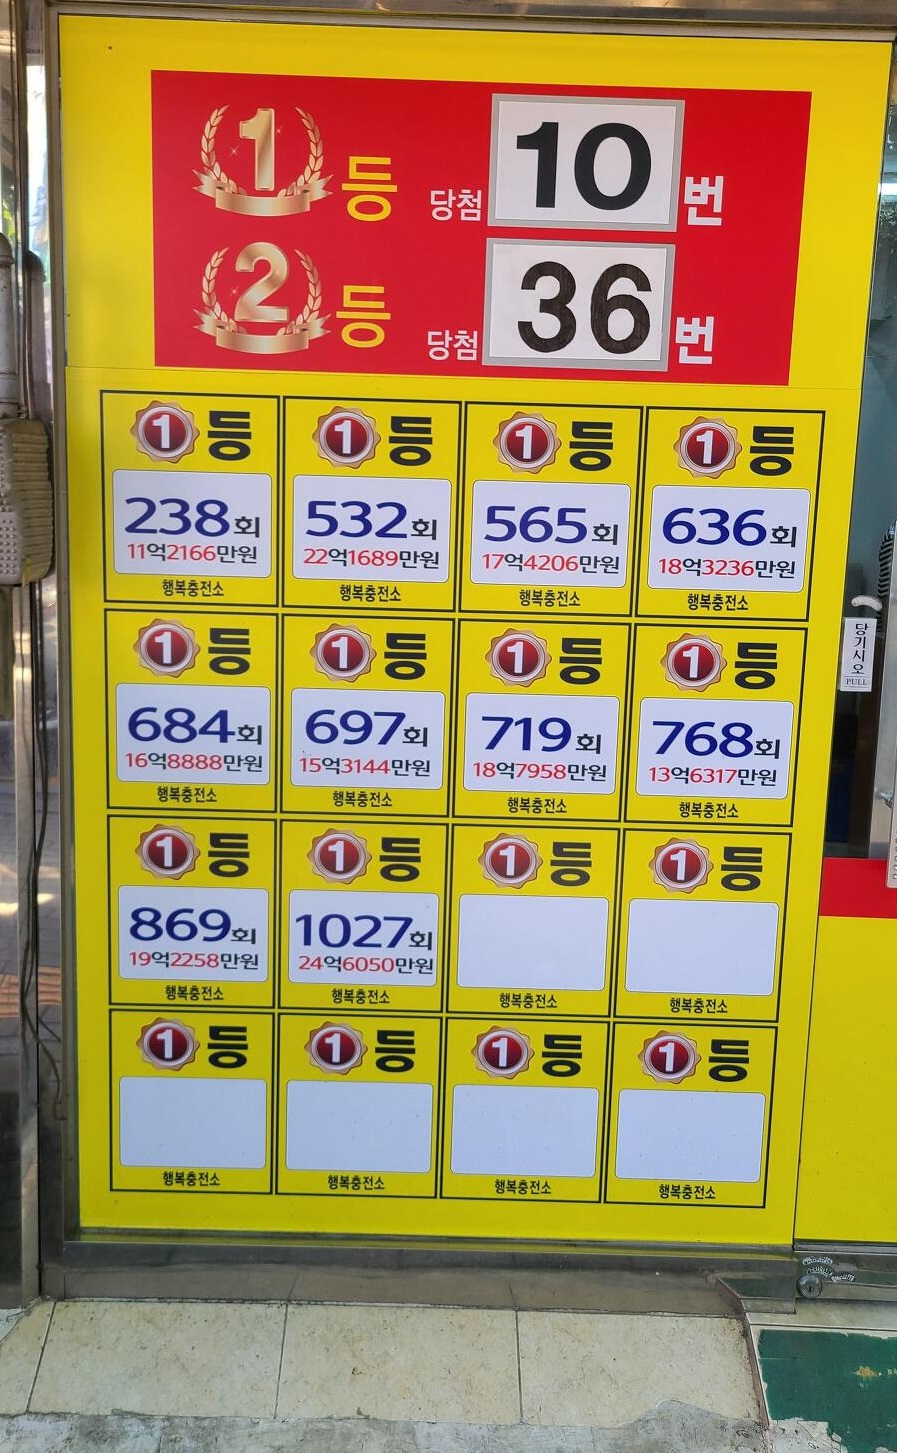 1등 당첨 10번
2등 당첨 36번
1등 1등 1등 1등
238회 532회 565회 636회
11억2166만원 22억1689만원 17억4206만원 18억3236만원
행복충전소 행복충전소 행복충전소 행복충전소
1등 1등 1등 1등
684회 697회 719회 768회
16억8888만원 15억3144만원 18억7958만원 13억6317만원
행복충전소 행복충전소 행복충전소 행복충전소
1등 1등 1등 1등
869회 1027회
19억2258만원 24억6050만원
행복충전소 행복충전소 행복충전소 행복충전소
1등 1등 1등 1등
행복충전소 행복충전소 행복충전소 행복충전소
당기시오
PULL